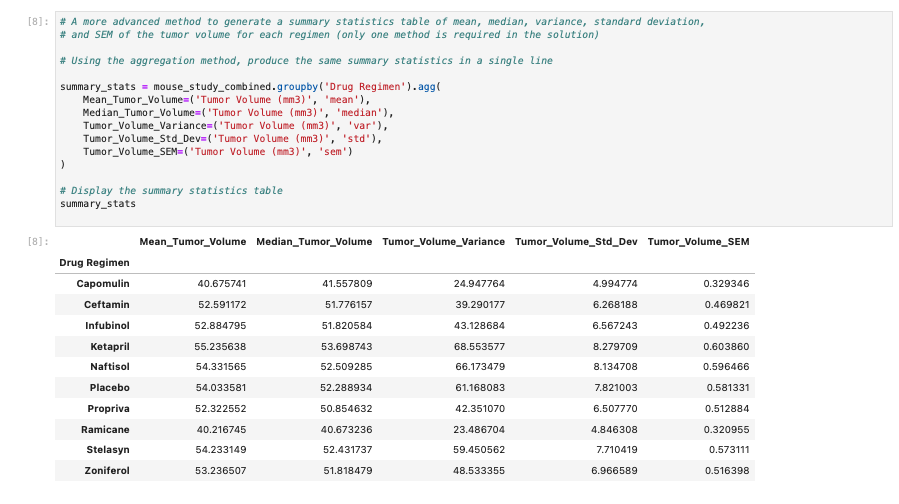 [8]: # A more advanced method to generate a summary statistics table of mean, median, variance, standard deviation,
# and SEM of the tumor volume for each regimen (only one method is required in the solution)
# Using the aggregation method, produce the same summary statistics in a single line
summary_stats = mouse_study_combined.groupby('Drug Regimen').agg(
Mean_Tumor_Volume=('Tumor Volume (mm3)', 'mean'),
Median_Tumor_Volume=('Tumor Volume (mm3)', 'median'),
Tumor_Volume_Variance=('Tumor Volume (mm3)', 'var'),
Tumor_Volume_Std_Dev=('Tumor Volume (mm3)', 'std'),
Tumor_Volume_SEM=('Tumor Volume (mm3)', 'sem')
)
# Display the summary statistics table
summary_stats
[8]: Mean_Tumor_Volume Median_Tumor_Volume Tumor_Volume_Variance Tumor_Volume_Std_Dev Tumor_Volume_SEM
Drug Regimen
Capomulin 40.675741 41.557809 24.947764 4.994774 0.329346
Ceftamin 52.591172 51.776157 39.290177 6.268188 0.469821
Infubinol 52.884795 51.820584 43.128684 6.567243 0.492236
Ketapril 55.235638 53.698743 68.553577 8.279709 0.603860
Naftisol 54.331565 52.509285 66.173479 8.134708 0.596466
Placebo 54.033581 52.288934 61.168083 7.821003 0.581331
Propriva 52.322552 50.854632 42.351070 6.507770 0.512884
Ramicane 40.216745 40.673236 23.486704 4.846308 0.320955
Stelasyn 54.233149 52.431737 59.450562 7.710419 0.573111
Zoniferol 53.236507 51.818479 48.533355 6.966589 0.516398